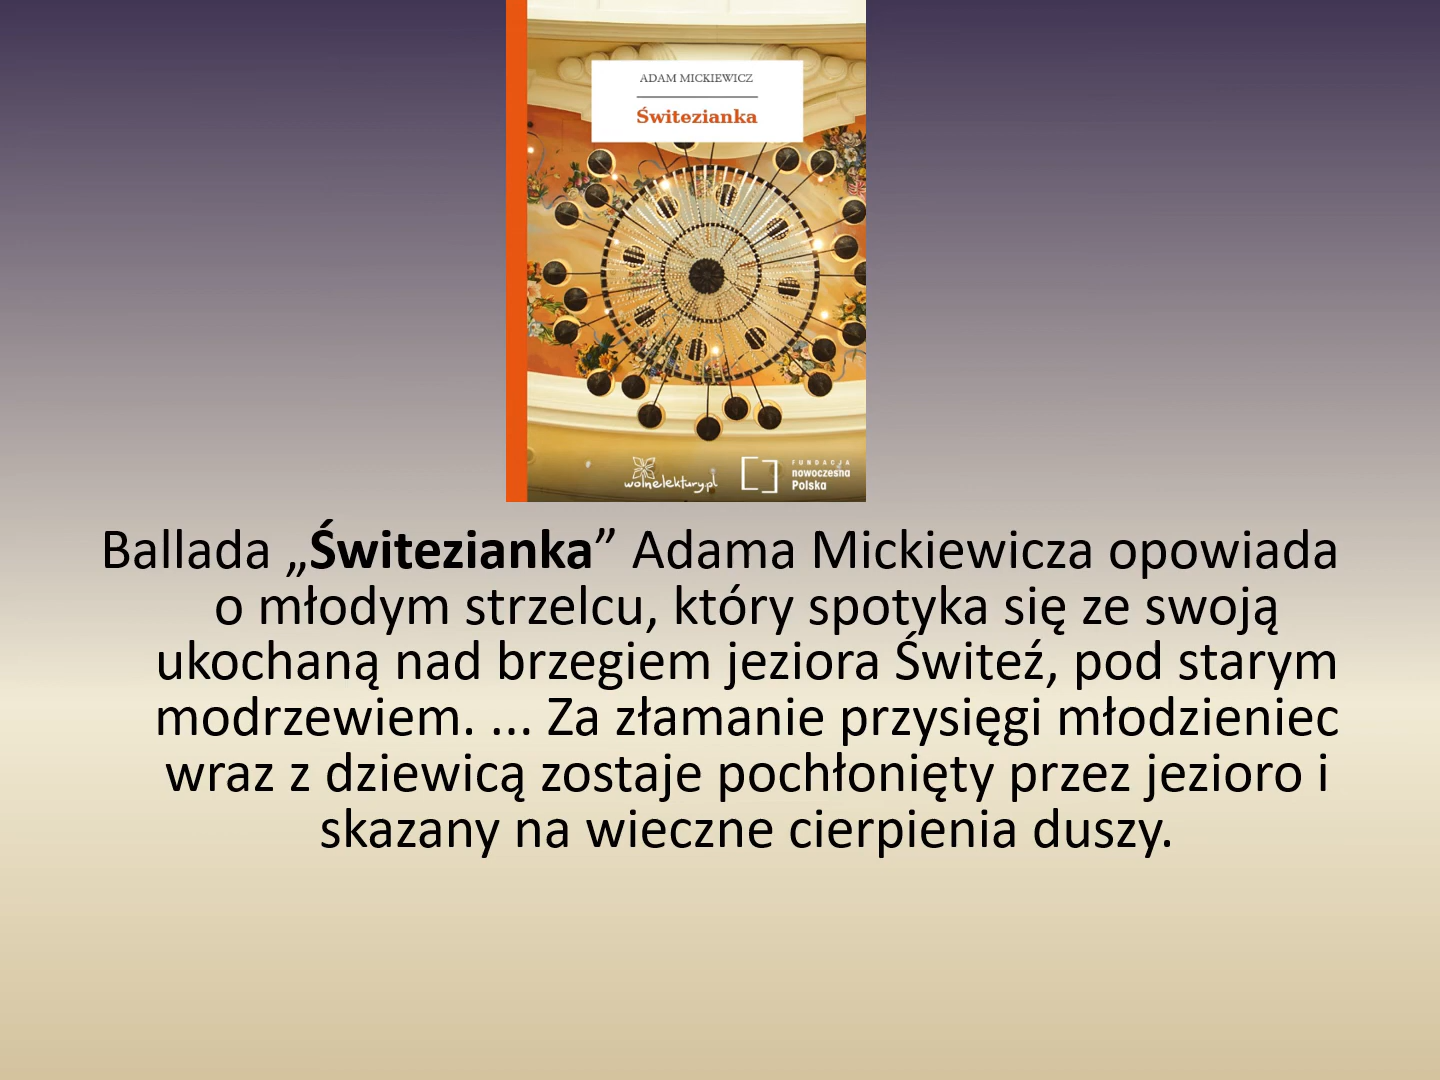 ADAM MICKIEWICZ
Świtezianka
wolnelektury.pl
FUNDACJA
nowoczesna
Polska
Ballada „Świtezianka” Adama Mickiewicza opowiada
o młodym strzelcu, który spotyka się ze swoją
ukochaną nad brzegiem jeziora Świteź, pod starym
modrzewiem. ... Za złamanie przysięgi młodzieniec
wraz z dziewicą zostaje pochłonięty przez jezioro i
skazany na wieczne cierpienia duszy.